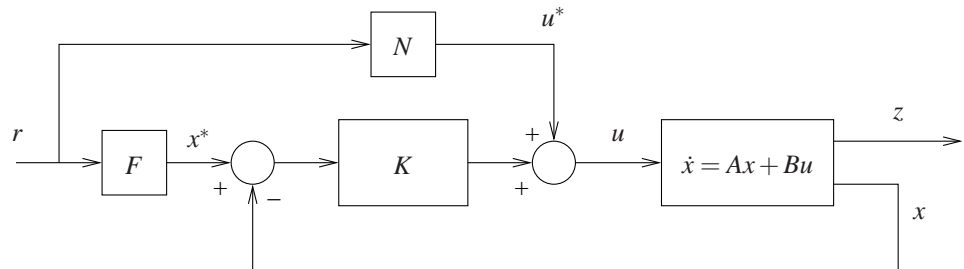 u*
N
r
x*
F
+
−
K
+
+
u
ẋ = Ax + Bu
z
x